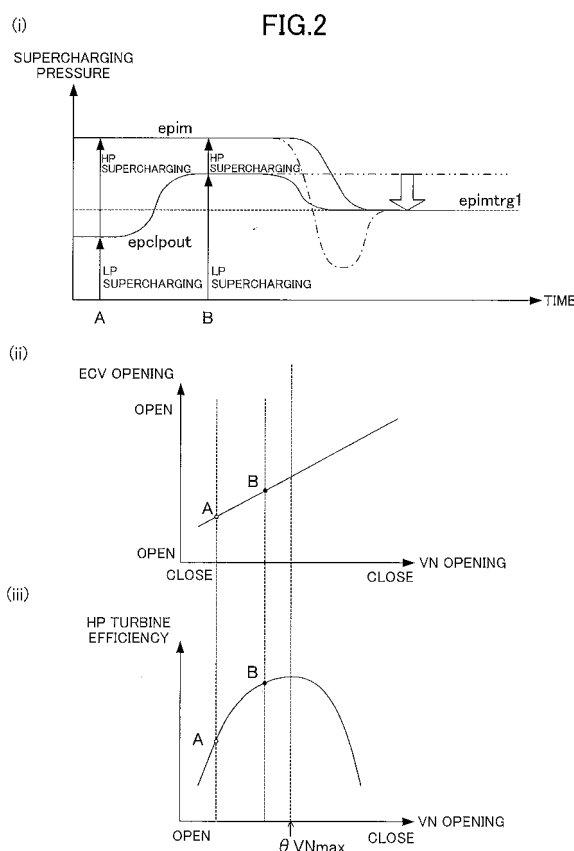 (i)
FIG.2
SUPERCHARGING
PRESSURE
epim
HP
SUPERCHARGING
HP
SUPERCHARGING
epimtrg1
epclpout
LP
SUPERCHARGING
LP
SUPERCHARGING
TIME
A
B
(ii)
ECV OPENING
OPEN
B
A
OPEN
CLOSE
CLOSE
VN OPENING
(iii)
HP TURBINE
EFFICIENCY
B
A
VN OPENING
OPEN
θVNmax
CLOSE